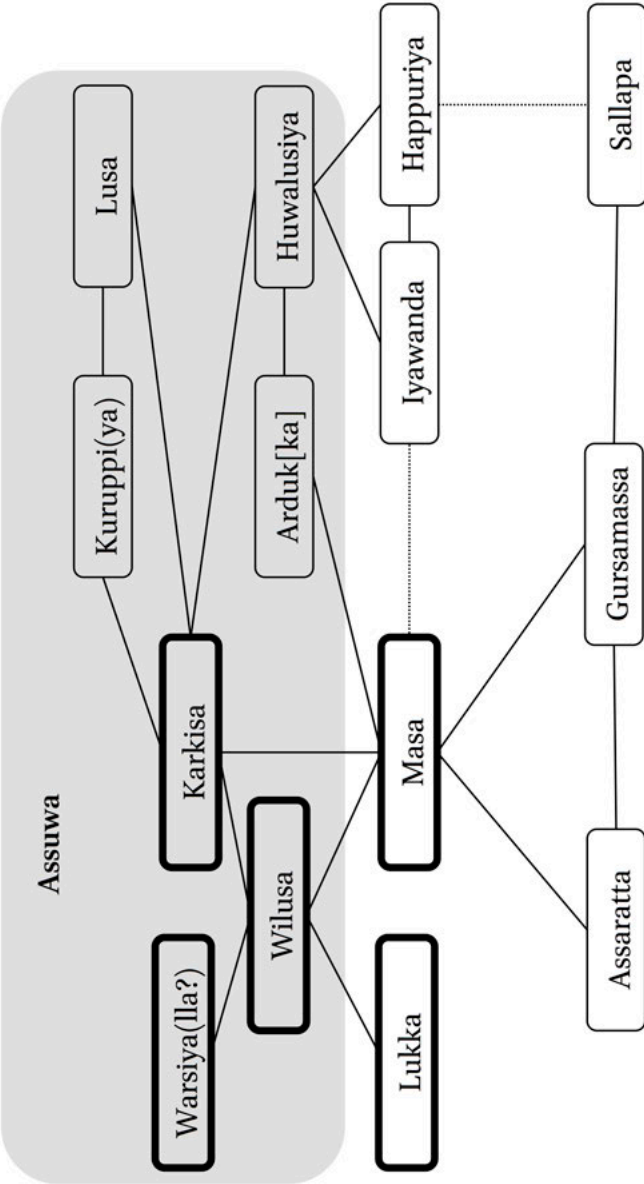 Assuwa
Kuruppi(ya)
Lusa
Warsiya(lla?)
Karkisa
Wilusa
Arduk[ka]
Huwalusiya
Lukka
Masa
Iyawanda
Happuriya
Assaratta
Gursamassa
Sallapa